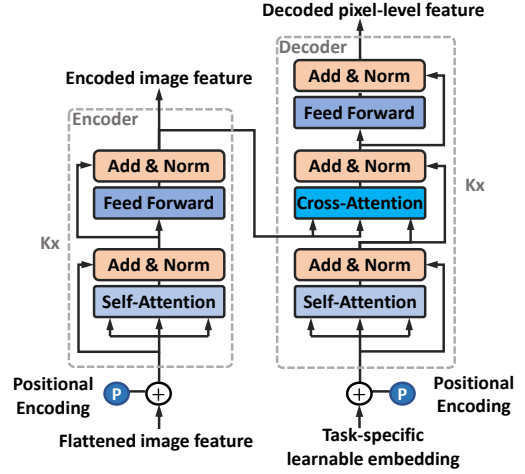 Decoded pixel-level feature
Decoder
Add & Norm
Feed Forward
Add & Norm
Cross-Attention
Kx
Add & Norm
Self-Attention
P
Positional
Encoding
Task-specific
learnable embedding
Encoded image feature
Encoder
Add & Norm
Feed Forward
Kx
Add & Norm
Self-Attention
Positional
Encoding
P
Flattened image feature